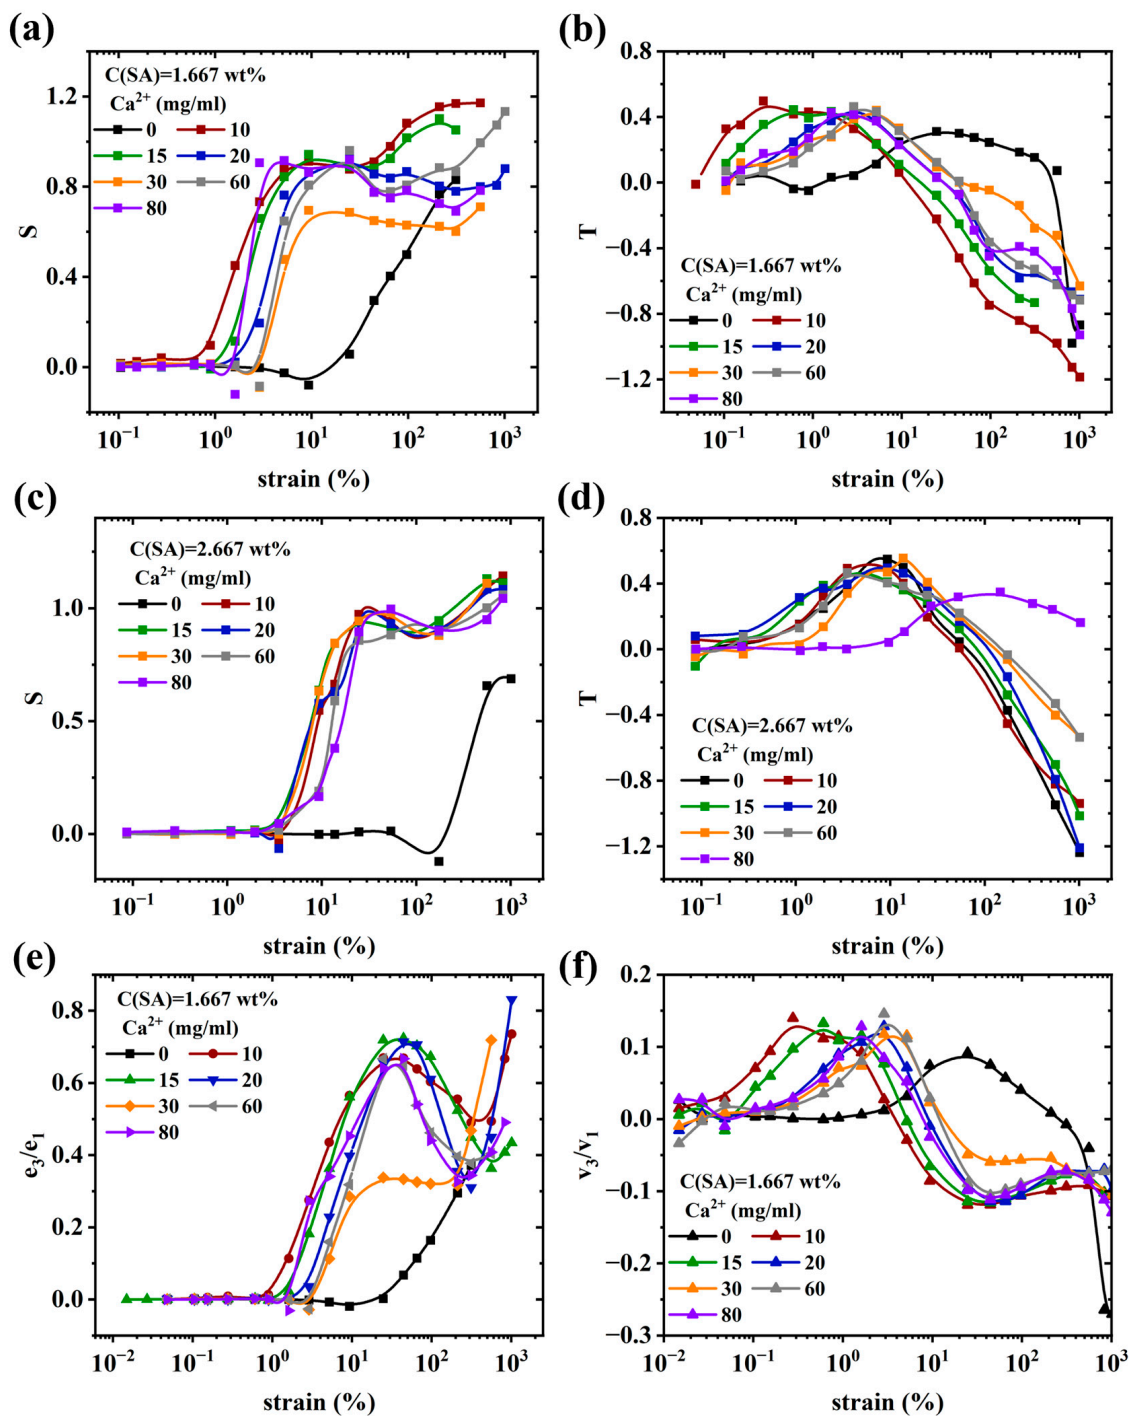 (a)
C(SA)=1.667 wt%
Ca²⁺ (mg/ml)
0 10
15 20
30 60
80
S
1.2
0.8
0.4
0.0
10⁻¹ 10⁰ 10¹ 10² 10³
strain (%)
(b)
0.8
0.4
0.0
−0.4
−0.8
−1.2
T
C(SA)=1.667 wt%
Ca²⁺ (mg/ml)
0 10
15 20
30 60
80
10⁻¹ 10⁰ 10¹ 10² 10³
strain (%)
(c)
C(SA)=2.667 wt%
Ca²⁺ (mg/ml)
0 10
15 20
30 60
80
S
1.0
0.5
0.0
10⁻¹ 10⁰ 10¹ 10² 10³
strain (%)
(d)
0.8
0.4
0.0
−0.4
−0.8
−1.2
T
C(SA)=2.667 wt%
Ca²⁺ (mg/ml)
0 10
15 20
30 60
80
10⁻¹ 10⁰ 10¹ 10² 10³
strain (%)
(e)
C(SA)=1.667 wt%
Ca²⁺ (mg/ml)
0 10
15 20
30 60
80
e₃/e₁
0.8
0.6
0.4
0.2
0.0
10⁻² 10⁻¹ 10⁰ 10¹ 10² 10³
strain (%)
(f)
0.2
0.1
0.0
−0.1
−0.2
−0.3
v₃/v₁
C(SA)=1.667 wt%
Ca²⁺ (mg/ml)
0 10
15 20
30 60
80
10⁻² 10⁻¹ 10⁰ 10¹ 10² 10³
strain (%)